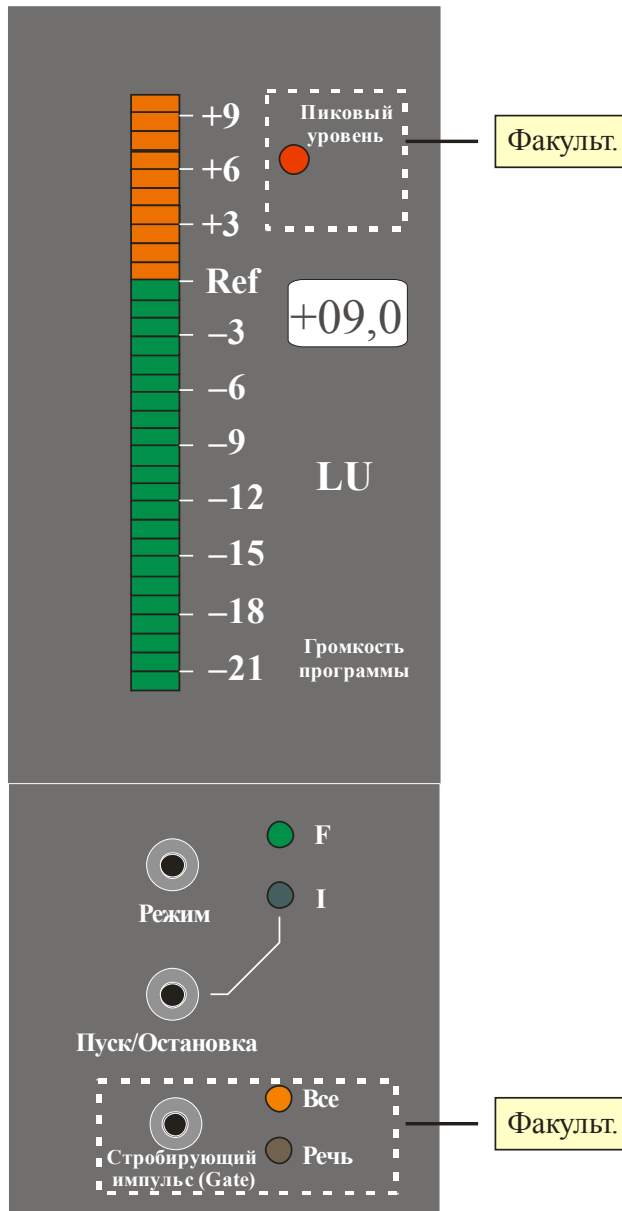 Пиковый
уровень
Факульт.
+9
+6
+3
Ref
+09,0
–3
–6
–9
LU
–12
–15
–18
Громкость
программы
–21
F
I
Режим
Пуск/Остановка
Все
Речь
Стробирующий
импульс (Gate)
Факульт.